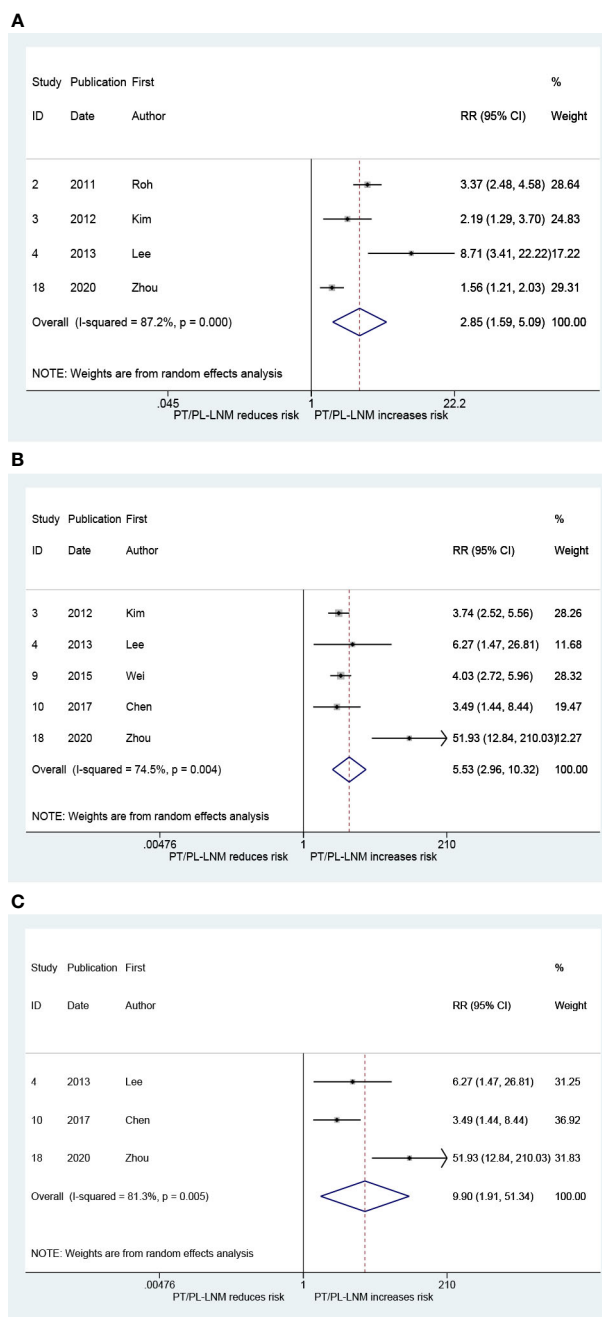 A
Study Publication First %
ID Date Author RR (95% CI) Weight
2 2011 Roh 3.37 (2.48, 4.58) 28.64
3 2012 Kim 2.19 (1.29, 3.70) 24.83
4 2013 Lee 8.71 (3.41, 22.22)17.22
18 2020 Zhou 1.56 (1.21, 2.03) 29.31
Overall (I-squared = 87.2%, p = 0.000) 2.85 (1.59, 5.09) 100.00
NOTE: Weights are from random effects analysis
.045 1 22.2
PT/PL-LNM reduces risk PT/PL-LNM increases risk
B
Study Publication First %
ID Date Author RR (95% CI) Weight
3 2012 Kim 3.74 (2.52, 5.56) 28.26
4 2013 Lee 6.27 (1.47, 26.81) 11.68
9 2015 Wei 4.03 (2.72, 5.96) 28.32
10 2017 Chen 3.49 (1.44, 8.44) 19.47
18 2020 Zhou 51.93 (12.84, 210.03)12.27
Overall (I-squared = 74.5%, p = 0.004) 5.53 (2.96, 10.32) 100.00
NOTE: Weights are from random effects analysis
.00476 1 210
PT/PL-LNM reduces risk PT/PL-LNM increases risk
C
Study Publication First %
ID Date Author RR (95% CI) Weight
4 2013 Lee 6.27 (1.47, 26.81) 31.25
10 2017 Chen 3.49 (1.44, 8.44) 36.92
18 2020 Zhou 51.93 (12.84, 210.03) 31.83
Overall (I-squared = 81.3%, p = 0.005) 9.90 (1.91, 51.34) 100.00
NOTE: Weights are from random effects analysis
.00476 1 210
PT/PL-LNM reduces risk PT/PL-LNM increases risk